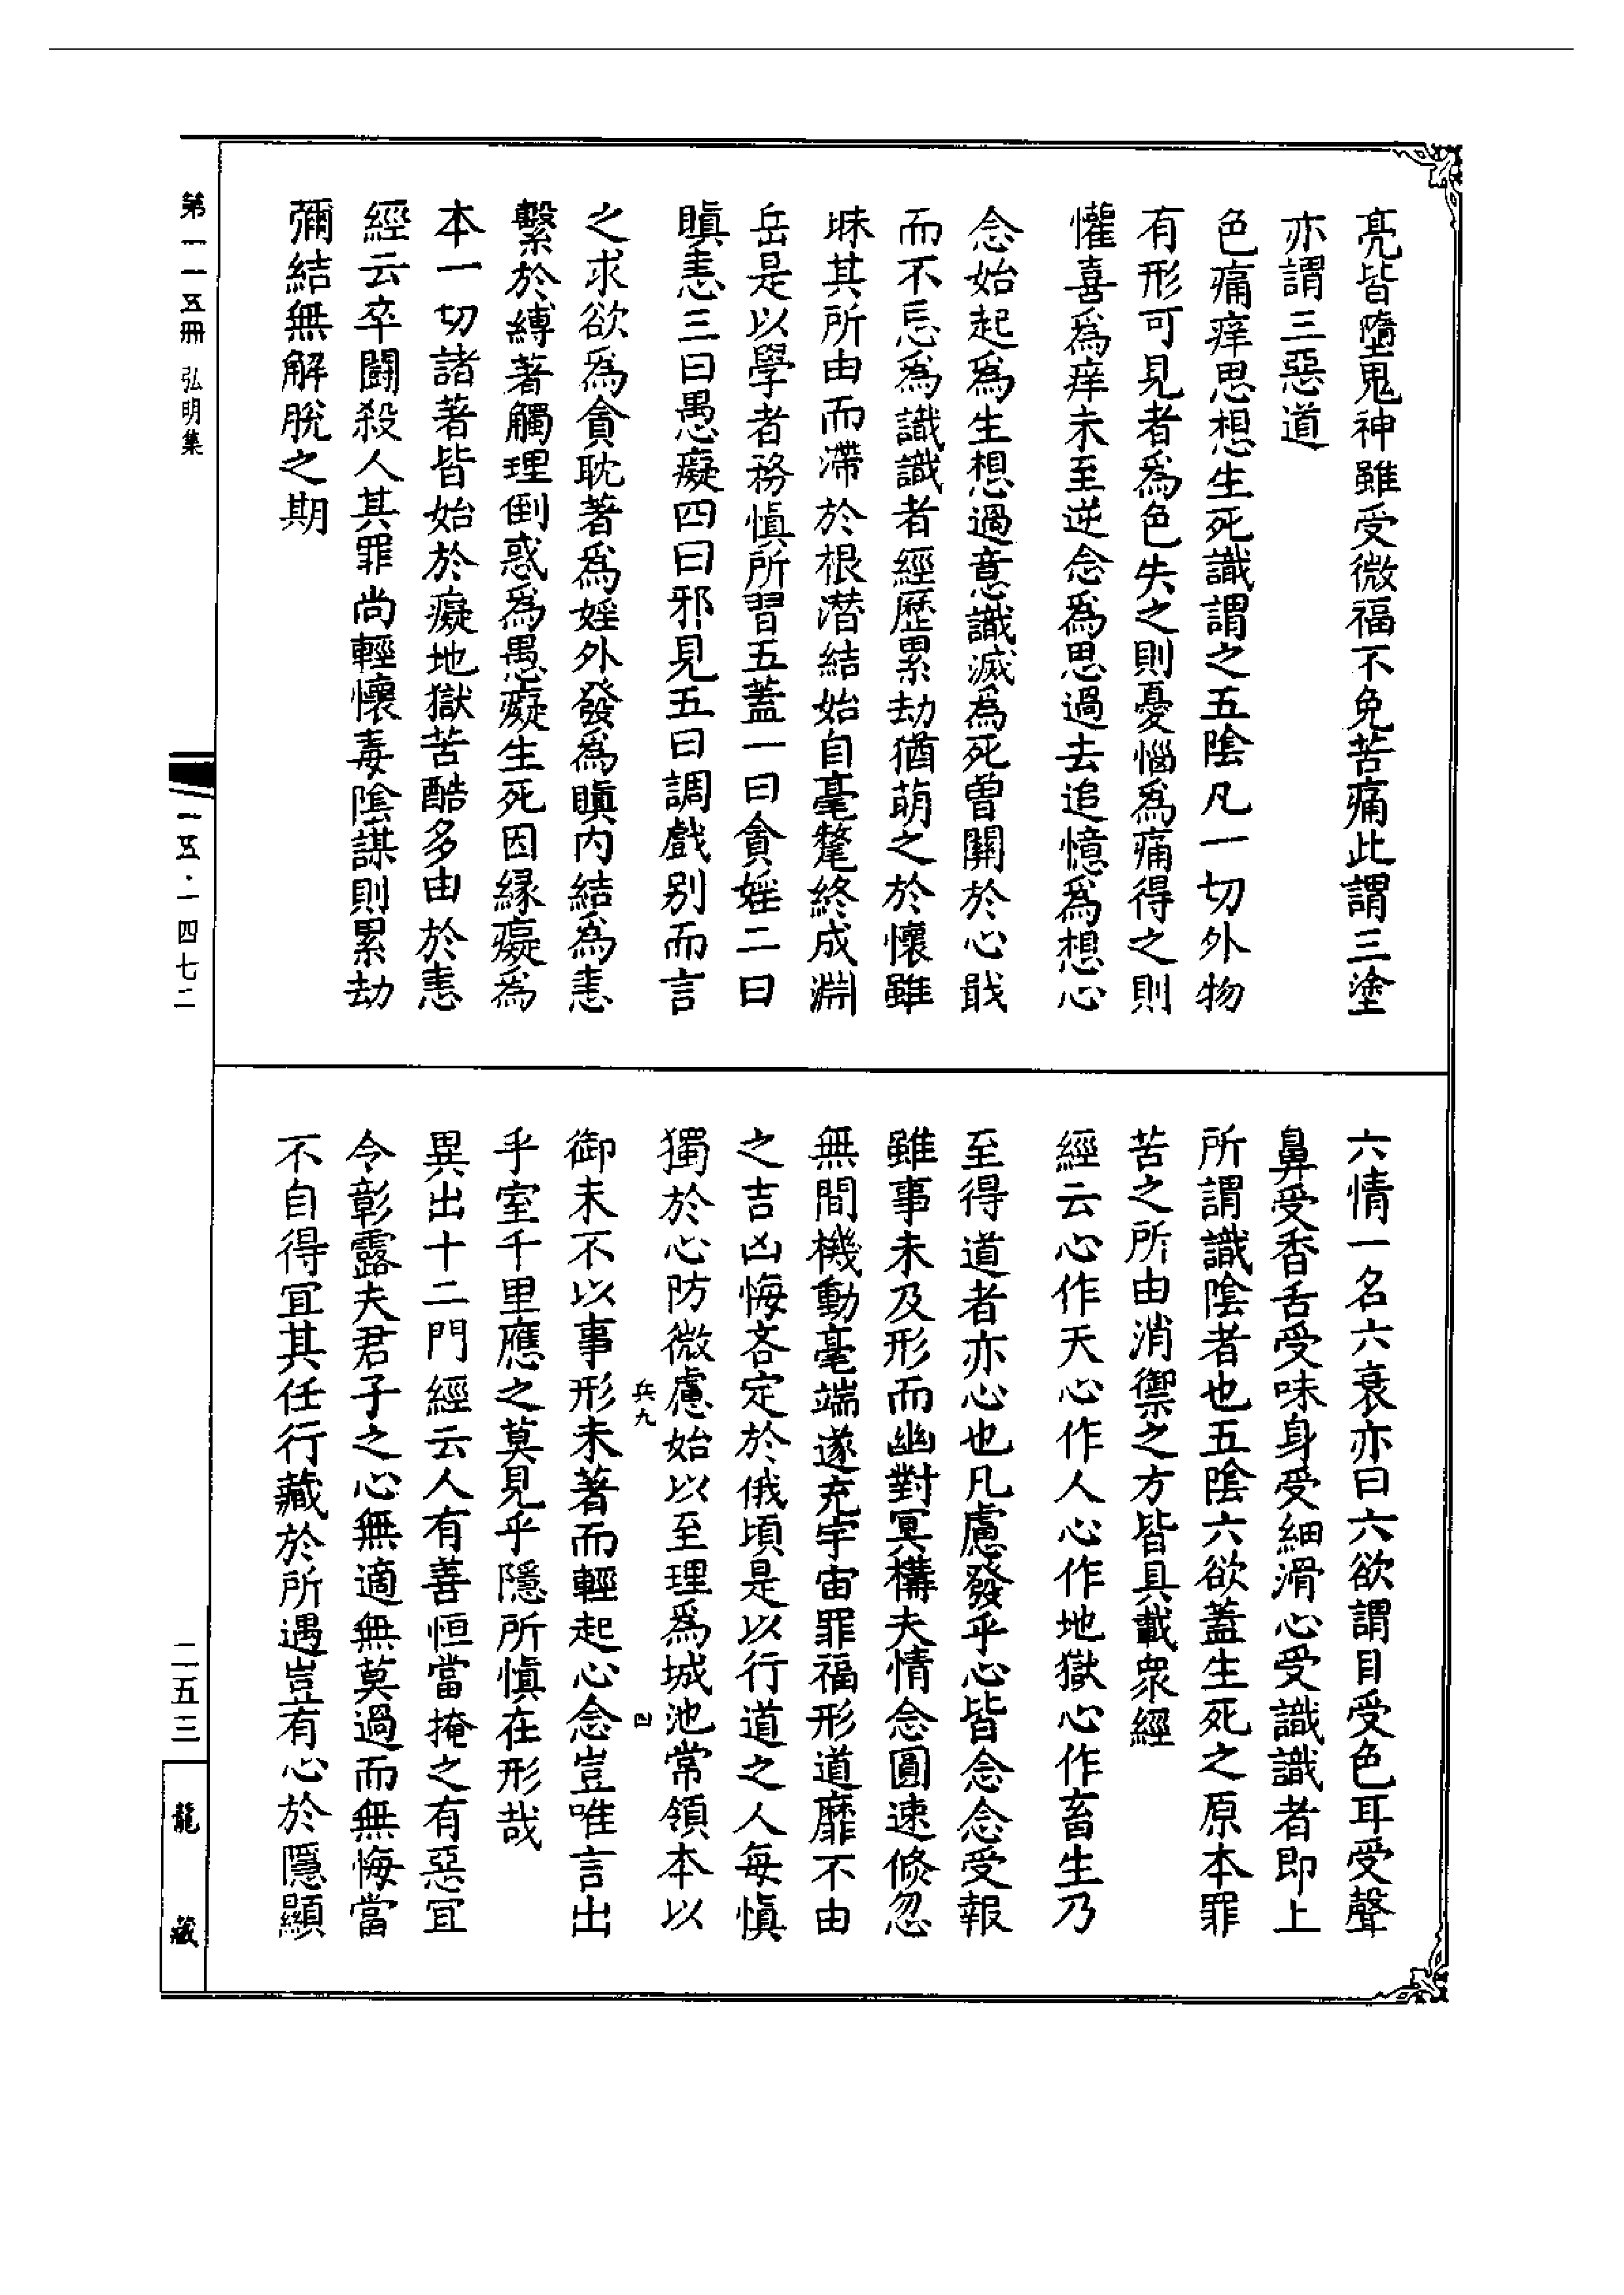 亮皆墮鬼神雖受微福不免苦痛此謂三塗
亦謂三惡道
色痛痒思想生死識謂之五陰凡一切外物
有形可見者爲色失之則憂惱爲痛得之則
懽喜爲痒未至逆念爲思過去追憶爲想心
念始起爲生想過意識滅爲死曾關於心戢
而不忘爲識識者經歷累劫猶萌之於懷雖
昧其所由而滯於根潛結始自毫氂終成淵
岳是以學者務慎所習五蓋一曰貪婬二曰
瞋恚三曰愚癡四曰邪見五曰調戲别而言
之求欲爲貪耽著爲婬外發爲瞋内結爲恚
繫於縛著觸理倒惑爲愚癡生死因緣癡爲
本一切諸著皆始於癡地獄苦酷多由於恚
經云卒鬪殺人其罪尚輕懷毒陰謀則累劫
彌結無解脫之期
六情一名六衰亦曰六欲謂目受色耳受聲
鼻受香舌受味身受細滑心受識識者即上
所謂識陰者也五陰六欲蓋生死之原本罪
苦之所由消禦之方皆具載衆經
經云心作天心作人心作地獄心作畜生乃
至得道者亦心也凡慮發乎心皆念念受報
雖事未及形而幽對冥構夫情念圓速倏忽
無間機動毫端遂充宇宙罪福形道靡不由
之吉凶悔吝定於俄頃是以行道之人每慎
獨於心防微慮始以至理爲城池常領本以
兵九 四
御末不以事形未著而輕起心念豈唯言出
乎室千里應之莫見乎隱所慎在形哉
異出十二門經云人有善恒當掩之有惡宜
令彰露夫君子之心無適無莫過而無悔當
不自得宜其任行藏於所遇豈有心於隱顯
第一一五冊 弘明集
一五·一四七二
二五三
龍藏